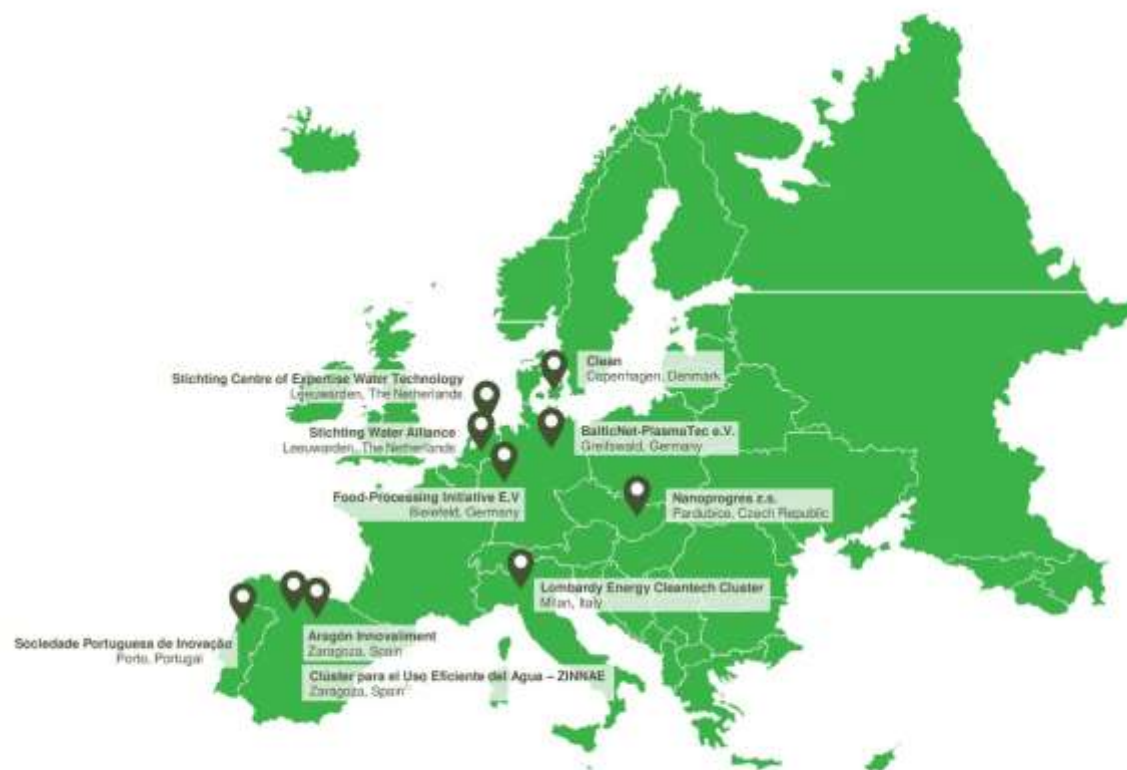 Clean
Copenhagen, Denmark
Stichting Centre of Expertise Water Technology
Leeuwarden, The Netherlands
Stichting Water Alliance
Leeuwarden, The Netherlands
BalticNet-PlasmaTec e.V.
Greifswald, Germany
Food-Processing Initiative E.V
Bielefeld, Germany
Nanoprogres z.s.
Pardubice, Czech Republic
Lombardy Energy Cleantech Cluster
Milan, Italy
Sociedade Portuguesa de Inovação
Porto, Portugal
Aragón Innovaliment
Zaragoza, Spain
Clúster para el Uso Eficiente del Agua – ZINNAE
Zaragoza, Spain